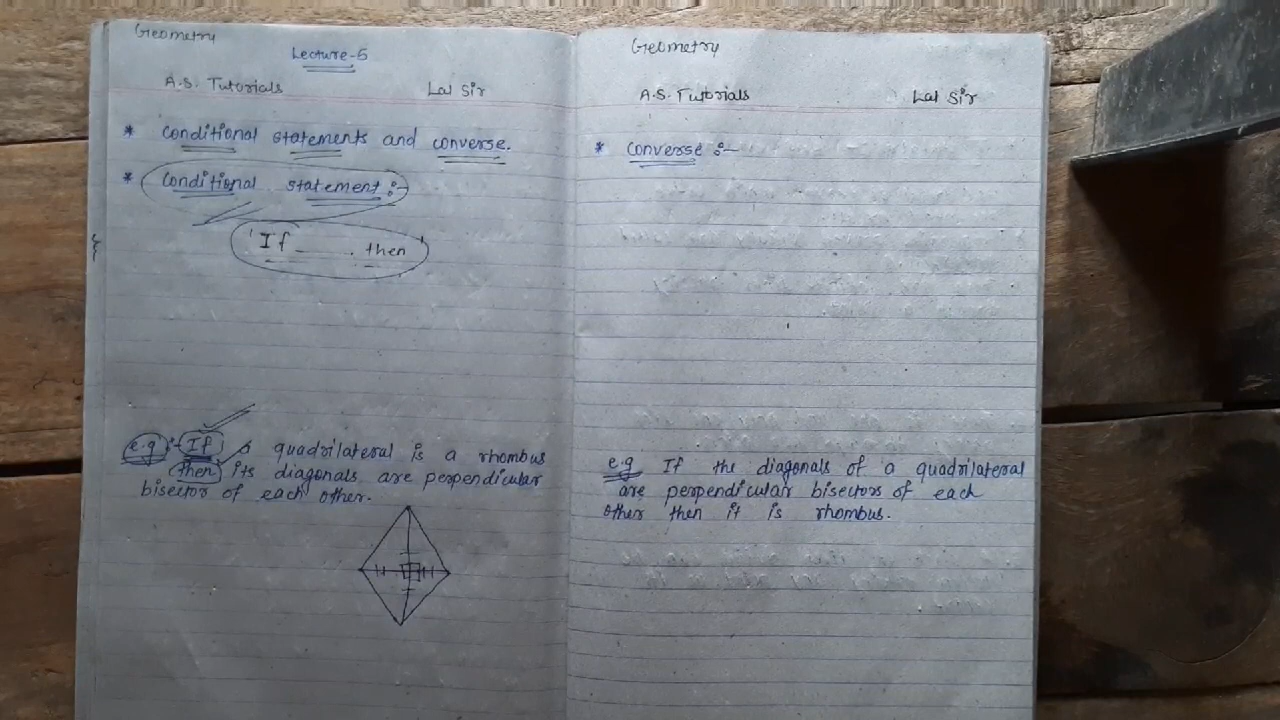 Geometry
Lecture-5
A.S. Tutorials Lal Sir
* Conditional statements and converse.
* Conditional statement :-
'If ____ . then'
e.g :- If a quadrilateral is a rhombus
then its diagonals are perpendicular
bisector of each other.
Geometry
A.S. Tutorials Lal Sir
* Converse :-
e.g If the diagonals of a quadrilateral
are perpendicular bisectors of each
other then it is rhombus.